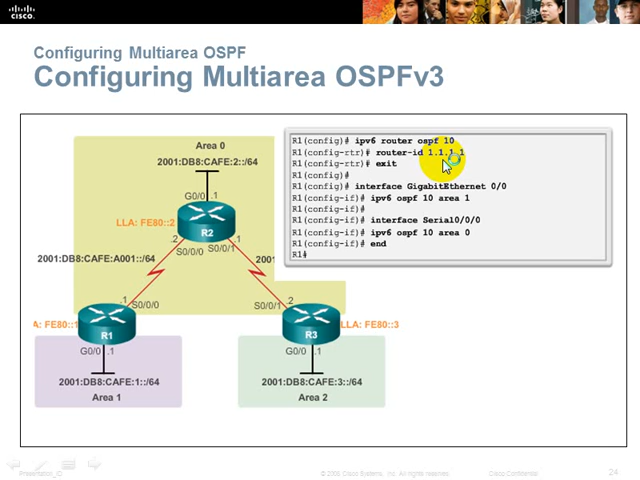 CISCO.
Configuring Multiarea OSPF
Configuring Multiarea OSPFv3
Area 0
2001:DB8:CAFE:2::/64
G0/0 .1
LLA: FE80::2
R2
.2 .1
S0/0/0 S0/0/1
2001:DB8:CAFE:A001::/64
2001:
.1 S0/0/0
S0/0/1 .2
A: FE80::1
R1
R3
LLA: FE80::3
G0/0 .1
G0/0 .1
2001:DB8:CAFE:1::/64
2001:DB8:CAFE:3::/64
Area 1
Area 2
R1(config)# ipv6 router ospf 10
R1(config-rtr)# router-id 1.1.1.1
R1(config-rtr)# exit
R1(config)#
R1(config)# interface GigabitEthernet 0/0
R1(config-if)# ipv6 ospf 10 area 1
R1(config-if)#
R1(config-if)# interface Serial0/0/0
R1(config-if)# ipv6 ospf 10 area 0
R1(config-if)# end
R1#
Presentation_ID
© 2008 Cisco Systems, Inc. All rights reserved.
Cisco Confidential
24